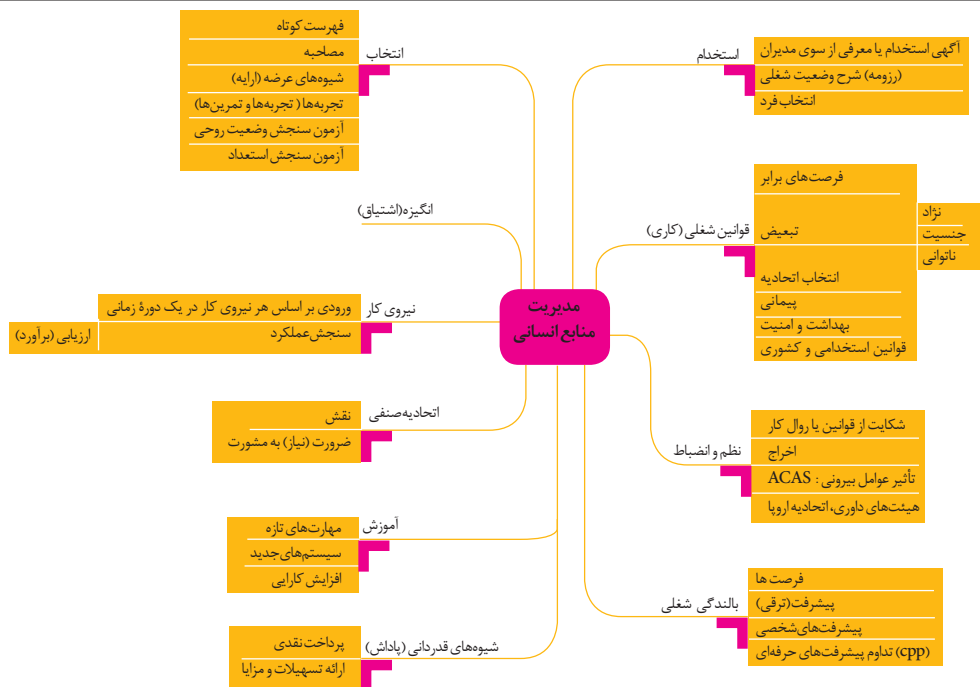 مدیریت
منابع انسانی
استخدام
آگهی استخدام یا معرفی از سوی مدیران
(رزومه) شرح وضعیت شغلی
انتخاب فرد
قوانین شغلی (کاری)
فرصت‌های برابر
تبعیض
نژاد
جنسیت
ناتوانی
انتخاب اتحادیه
پیمانی
بهداشت و امنیت
قوانین استخدامی و کشوری
نظم و انضباط
شکایت از قوانین یا روال کار
اخراج
تأثیر عوامل بیرونی : ACAS
هیئت‌های داوری، اتحادیه اروپا
بالندگی شغلی
فرصت ها
پیشرفت (ترقی)
پیشرفت‌های شخصی
(cpp) تداوم پیشرفت‌های حرفه‌ای
انتخاب
فهرست کوتاه
مصاحبه
شیوه‌های عرضه (ارایه)
تجربه‌ها ( تجربه‌ها و تمرین‌ها)
آزمون سنجش وضعیت روحی
آزمون سنجش استعداد
انگیزه (اشتیاق)
نیروی کار
ورودی بر اساس هر نیروی کار در یک دورهٔ زمانی
سنجش عملکرد
ارزیابی (برآورد)
اتحادیه صنفی
نقش
ضرورت (نیاز) به مشورت
آموزش
مهارت‌های تازه
سیستم‌های جدید
افزایش کارایی
شیوه‌های قدردانی (پاداش)
پرداخت نقدی
ارائه تسهیلات و مزایا